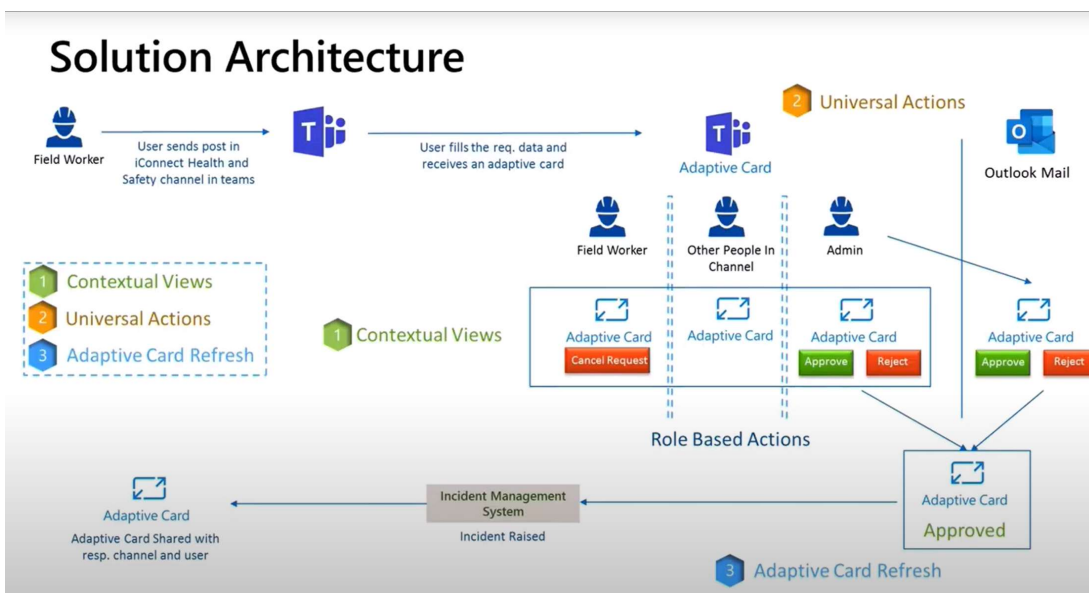 Solution Architecture
2 Universal Actions
Field Worker
User sends post in
iConnect Health and
Safety channel in teams
User fills the req. data and
receives an adaptive card
Adaptive Card
Outlook Mail
Field Worker
Other People In
Channel
Admin
1 Contextual Views
2 Universal Actions
3 Adaptive Card Refresh
1 Contextual Views
Adaptive Card
Cancel Request
Adaptive Card
Adaptive Card
Approve
Reject
Adaptive Card
Approve
Reject
Role Based Actions
Adaptive Card
Approved
Incident Management
System
Incident Raised
Adaptive Card
Adaptive Card Shared with
resp. channel and user
3 Adaptive Card Refresh